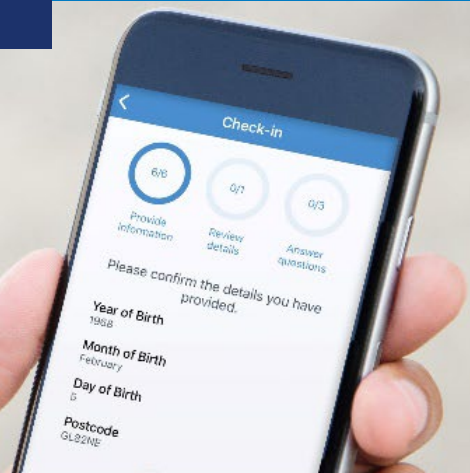 Check-in
6/6
0/1
0/3
Provide
information
Review
details
Answer
questions
Please confirm the details you have
provided.
Year of Birth
1968
Month of Birth
February
Day of Birth
5
Postcode
GL82NE